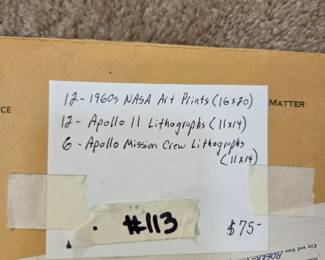 CE
MATTER
12-1960s NASA Art Prints (16x20)
12-Apollo 11 Lithographs (11x14)
6-Apollo Mission Crew Lithographs
(11x14)
#113
$75-